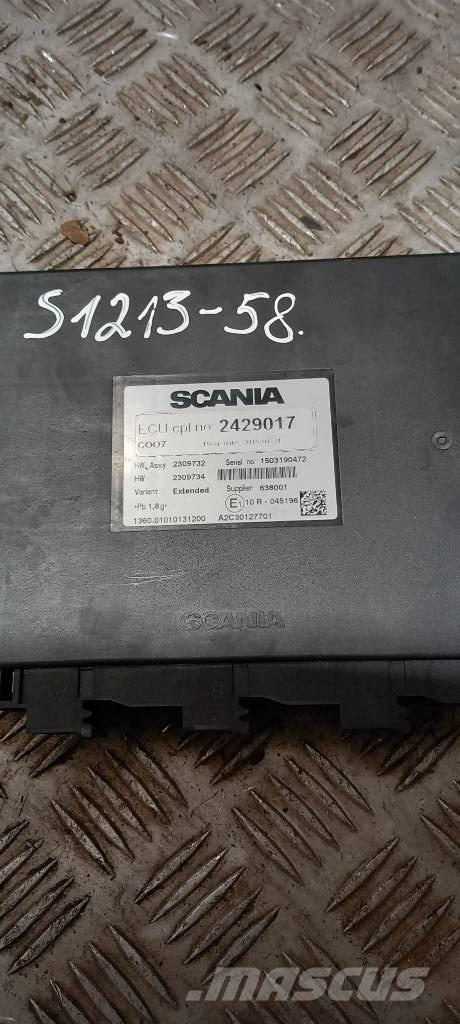 S1213-58.
SCANIA
ECU cpl no. 2429017
COO7
HW. Assy 2309732 Serial no. 1503190472
HW 2309734 Supplier 638001
Variant Extended
E1 10 R - 045196
+Pb 1,8g+
1360.01010131200 A2C30127701
SCANIA
A
B
MASCUS